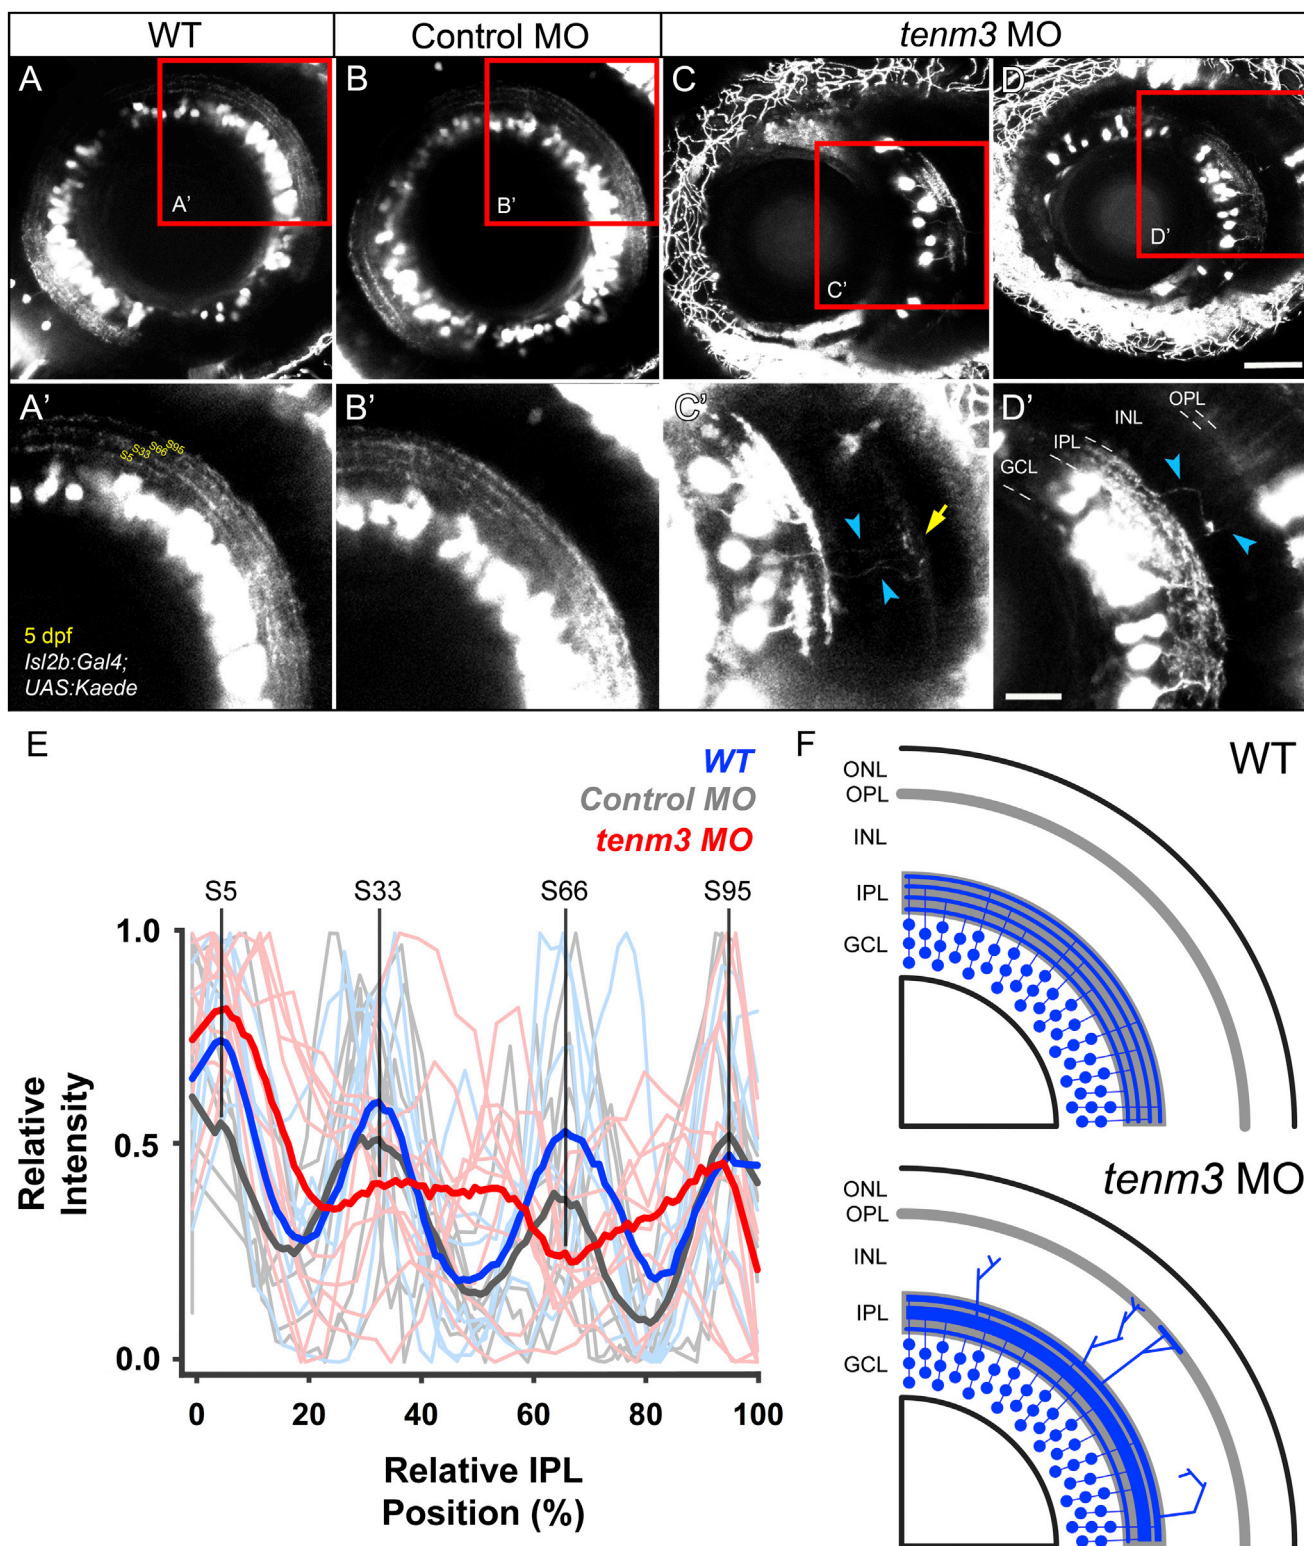 WT
Control MO
tenm3 MO
A
B
C
D
A'
B'
C'
D'
A'
B'
C'
D'
S5 S33 S66 S95
OPL
INL
IPL
GCL
5 dpf
Isl2b:Gal4;
UAS:Kaede
E
WT
Control MO
tenm3 MO
S5 S33 S66 S95
1.0
0.5
0.0
Relative
Intensity
0 20 40 60 80 100
Relative IPL
Position (%)
F
WT
ONL
OPL
INL
IPL
GCL
tenm3 MO
ONL
OPL
INL
IPL
GCL